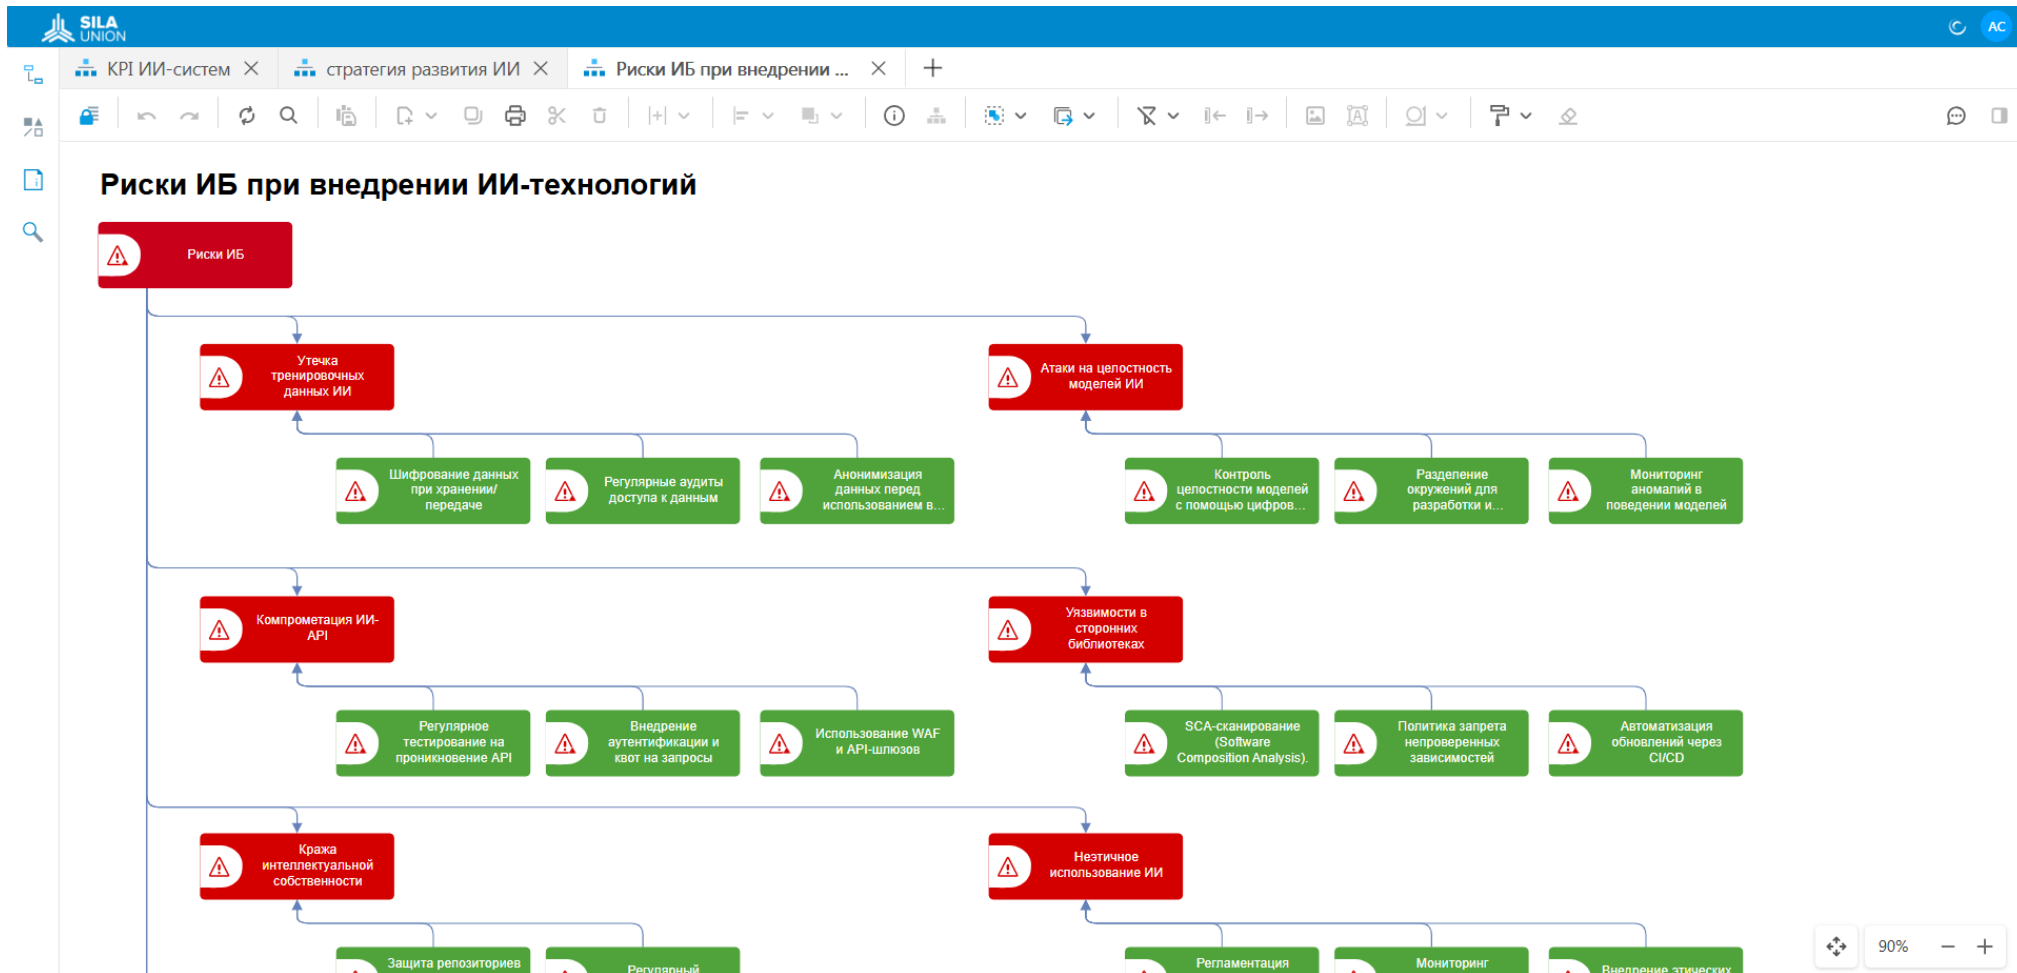 SILA
UNION
AC
KPI ИИ-систем
стратегия развития ИИ
Риски ИБ при внедрении ...
Риски ИБ при внедрении ИИ-технологий
Риски ИБ
Утечка
тренировочных
данных ИИ
Атаки на целостность
моделей ИИ
Шифрование данных
при хранении/
передаче
Регулярные аудиты
доступа к данным
Анонимизация
данных перед
использованием в...
Контроль
целостности моделей
с помощью цифров...
Разделение
окружений для
разработки и...
Мониторинг
аномалий в
поведении моделей
Компрометация ИИ-
API
Уязвимости в
сторонних
библиотеках
Регулярное
тестирование на
проникновение API
Внедрение
аутентификации и
квот на запросы
Использование WAF
и API-шлюзов
SCA-сканирование
(Software
Composition Analysis).
Политика запрета
непроверенных
зависимостей
Автоматизация
обновлений через
CI/CD
Кража
интеллектуальной
собственности
Неэтичное
использование ИИ
Защита репозиториев
Регулярный
Регламентация
Мониторинг
Внедрение этических
90%